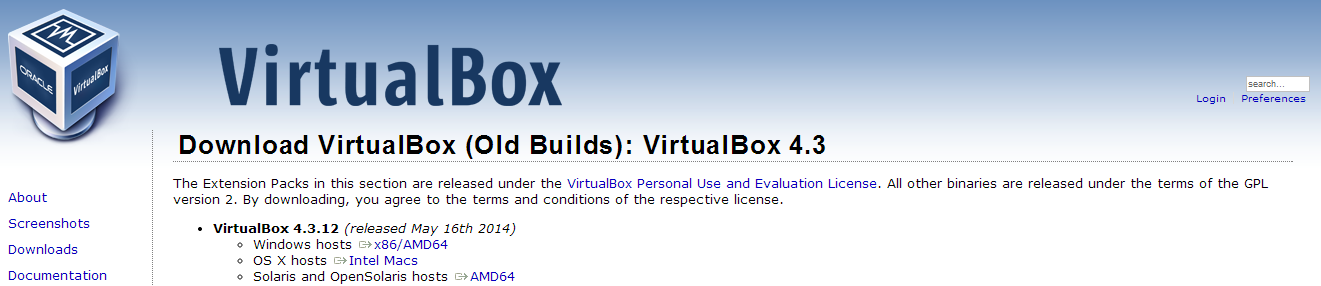 ORACLE
VirtualBox
VirtualBox
search...
Login Preferences
Download VirtualBox (Old Builds): VirtualBox 4.3
The Extension Packs in this section are released under the VirtualBox Personal Use and Evaluation License. All other binaries are released under the terms of the GPL
version 2. By downloading, you agree to the terms and conditions of the respective license.
About
Screenshots
Downloads
Documentation
• VirtualBox 4.3.12 (released May 16th 2014)
◦ Windows hosts x86/AMD64
◦ OS X hosts Intel Macs
◦ Solaris and OpenSolaris hosts AMD64